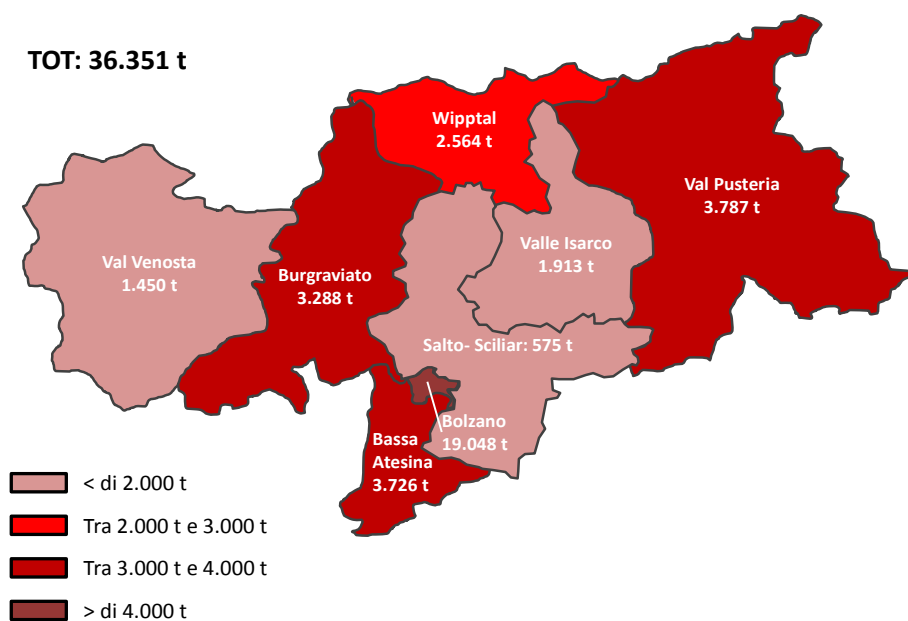 TOT: 36.351 t
Wipptal
2.564 t
Val Pusteria
3.787 t
Valle Isarco
1.913 t
Val Venosta
1.450 t
Burgraviato
3.288 t
Salto- Sciliar: 575 t
Bolzano
19.048 t
Bassa
Atesina
3.726 t
< di 2.000 t
Tra 2.000 t e 3.000 t
Tra 3.000 t e 4.000 t
> di 4.000 t